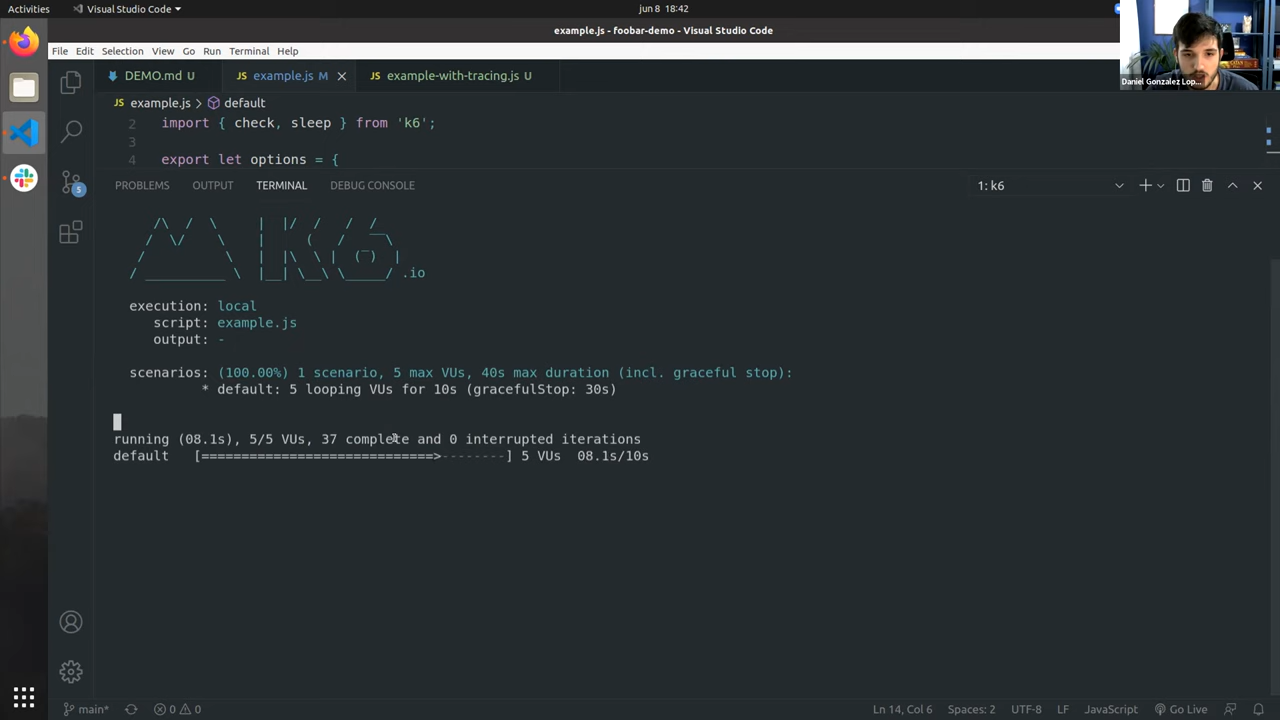 Activities
Visual Studio Code
jun 8 18:42
example.js - foobar-demo - Visual Studio Code
File Edit Selection View Go Run Terminal Help
DEMO.md U
JS example.js M
JS example-with-tracing.js U
JS example.js > default
2 import { check, sleep } from 'k6';
3
4 export let options = {
PROBLEMS OUTPUT TERMINAL DEBUG CONSOLE
1: k6
.io
execution: local
script: example.js
output: -
scenarios: (100.00%) 1 scenario, 5 max VUs, 40s max duration (incl. graceful stop):
* default: 5 looping VUs for 10s (gracefulStop: 30s)
running (08.1s), 5/5 VUs, 37 complete and 0 interrupted iterations
default [=============================>--------] 5 VUs 08.1s/10s
5
main* 0 0
Ln 14, Col 6 Spaces: 2 UTF-8 LF JavaScript Go Live
Daniel Gonzalez Lop...